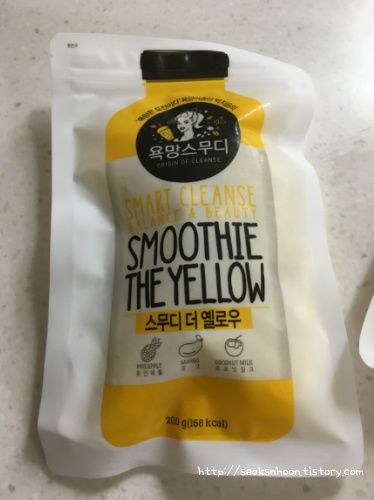 욕망스무디
ORIGIN OF CLEANSE
SMART CLEANSE
BALANCE & BEAUTY
SMOOTHIE
THE YELLOW
스무디 더 옐로우
PINEAPPLE
파인애플
MANGO
망고
COCONUT MILK
코코넛밀크
200 g (168 kcal)
http://seoksnhoon.tistory.com